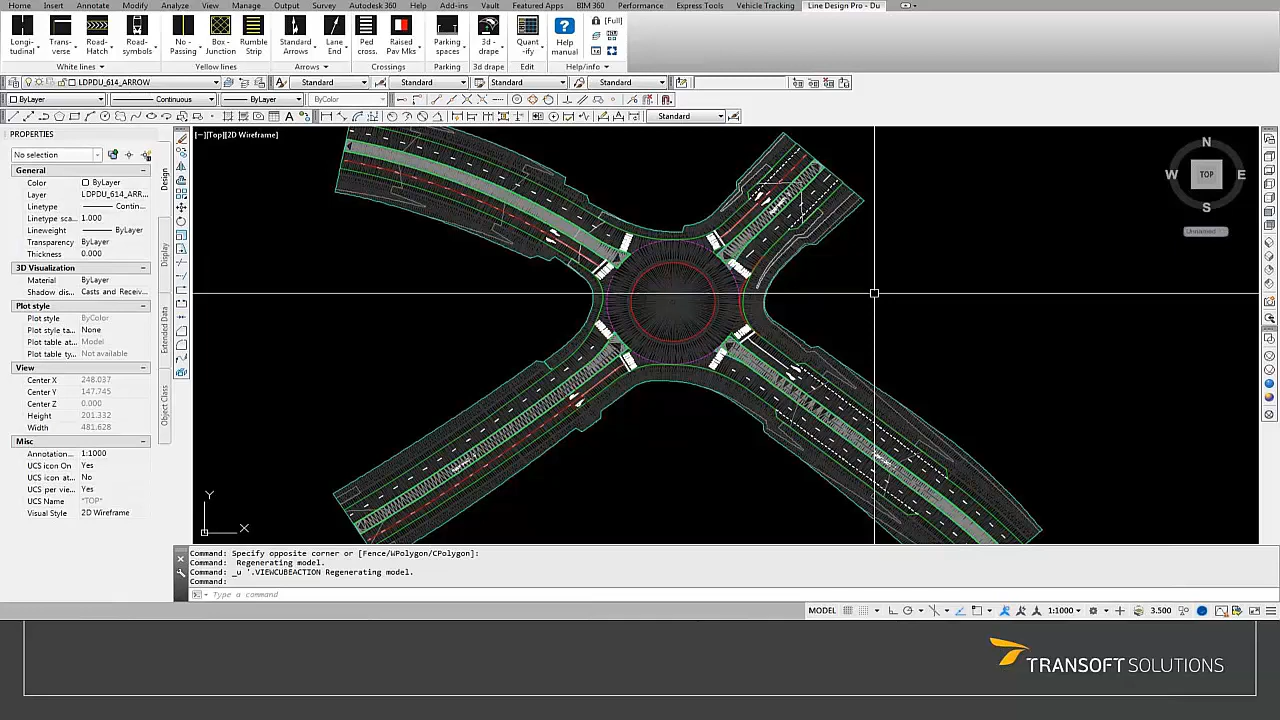 Home Insert Annotate Modify Analyze View Manage Output Survey Autodesk 360 Help Add-ins Vault Featured Apps BIM 360 Performance Express Tools Vehicle Tracking Line Design Pro - Du
Longi- Trans- Road- Road- No - Box - Rumble Standard Lane Ped Raised Parking 3d - Quant Help [Full]
tudinal verse Hatch symbols Passing Junction Strip Arrows End cross. Pav Mks spaces drape -ify manual
White lines Yellow lines Arrows Crossings Parking 3d drape Edit Help/info
LDPDU_614_ARROW Standard Standard Standard Standard
ByLayer Continuous ByLayer ByColor
Standard
PROPERTIES
[−][Top][2D Wireframe]
No selection
General
Color ByLayer
Layer LDPDU_614_ARR...
Linetype Contin...
Linetype sca... 1.000
Lineweight ByLayer
Transparency ByLayer
Thickness 0.000
3D Visualization
Material ByLayer
Shadow dis... Casts and Receiv...
Plot style
Plot style ByColor
Plot style ta... None
Plot table at... Model
Plot table ty... Not available
View
Center X 248.037
Center Y 147.745
Center Z 0.000
Height 201.332
Width 481.628
Misc
Annotation... 1:1000
UCS icon On Yes
UCS icon at... No
UCS per vie... Yes
UCS Name "TOP"
Visual Style 2D Wireframe
Design
Display
Extended Data
Object Class
N
W TOP E
S
Unnamed
Y
X
Command: Specify opposite corner or [Fence/WPolygon/CPolygon]:
Command: Regenerating model.
Command: _u '.VIEWCUBEACTION Regenerating model.
Command:
Type a command
MODEL 1:1000 3.500
TRANSOFT SOLUTIONS